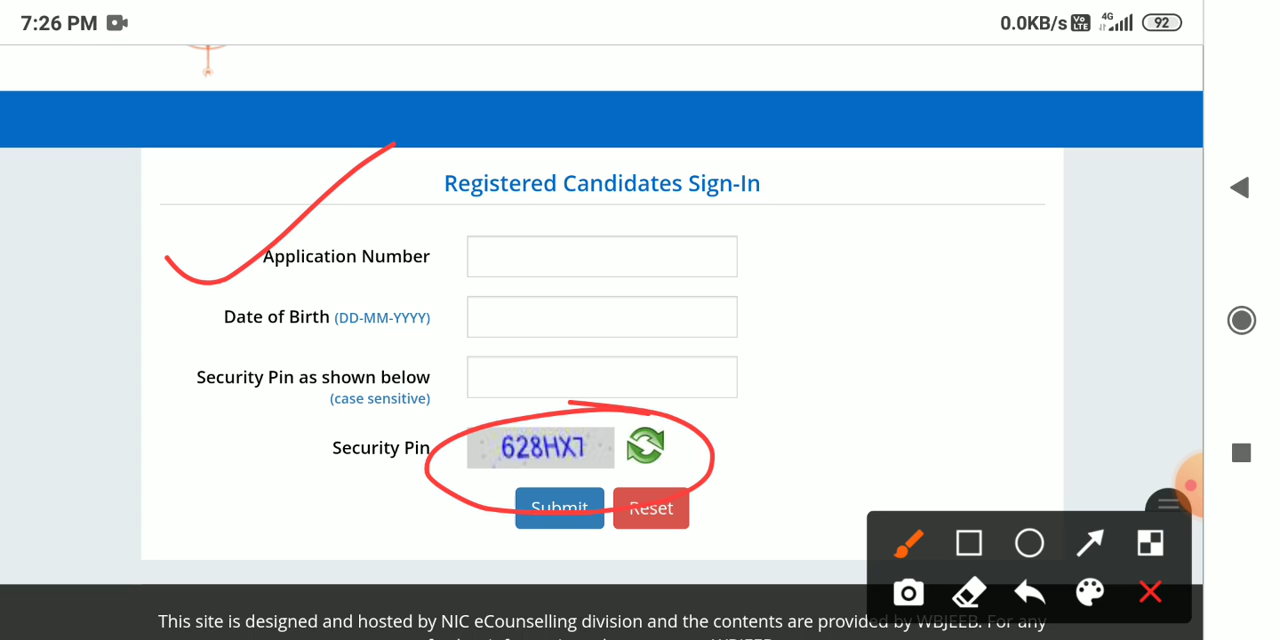 7:26 PM 0.0KB/s Vo LTE 4G 92
Registered Candidates Sign-In
Application Number
Date of Birth (DD-MM-YYYY)
Security Pin as shown below
(case sensitive)
Security Pin 628HX7
Submit Reset
This site is designed and hosted by NIC eCounselling division and the contents are provided by WBJEEB. For any